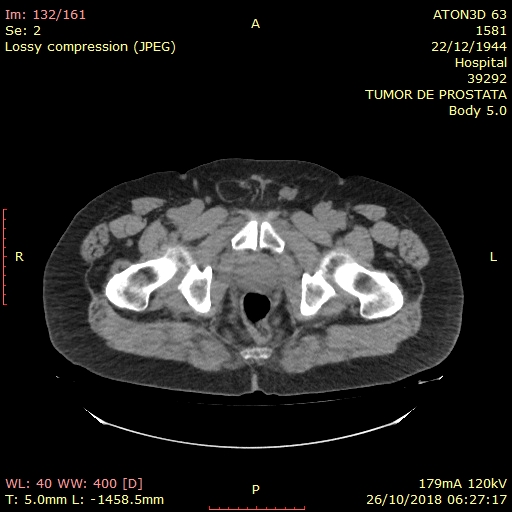 Im: 132/161
Se: 2
Lossy compression (JPEG)
A
ATON3D 63
1581
22/12/1944
Hospital
39292
TUMOR DE PROSTATA
Body 5.0
R
L
WL: 40 WW: 400 [D]
T: 5.0mm L: -1458.5mm
P
179mA 120kV
26/10/2018 06:27:17